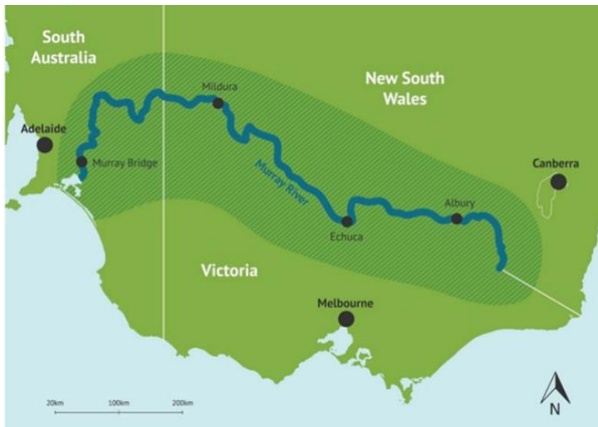 South
Australia
Mildura
New South
Wales
Adelaide
Murray Bridge
Canberra
Murray River
Albury
Echuca
Victoria
Melbourne
20km 100km 200km
N